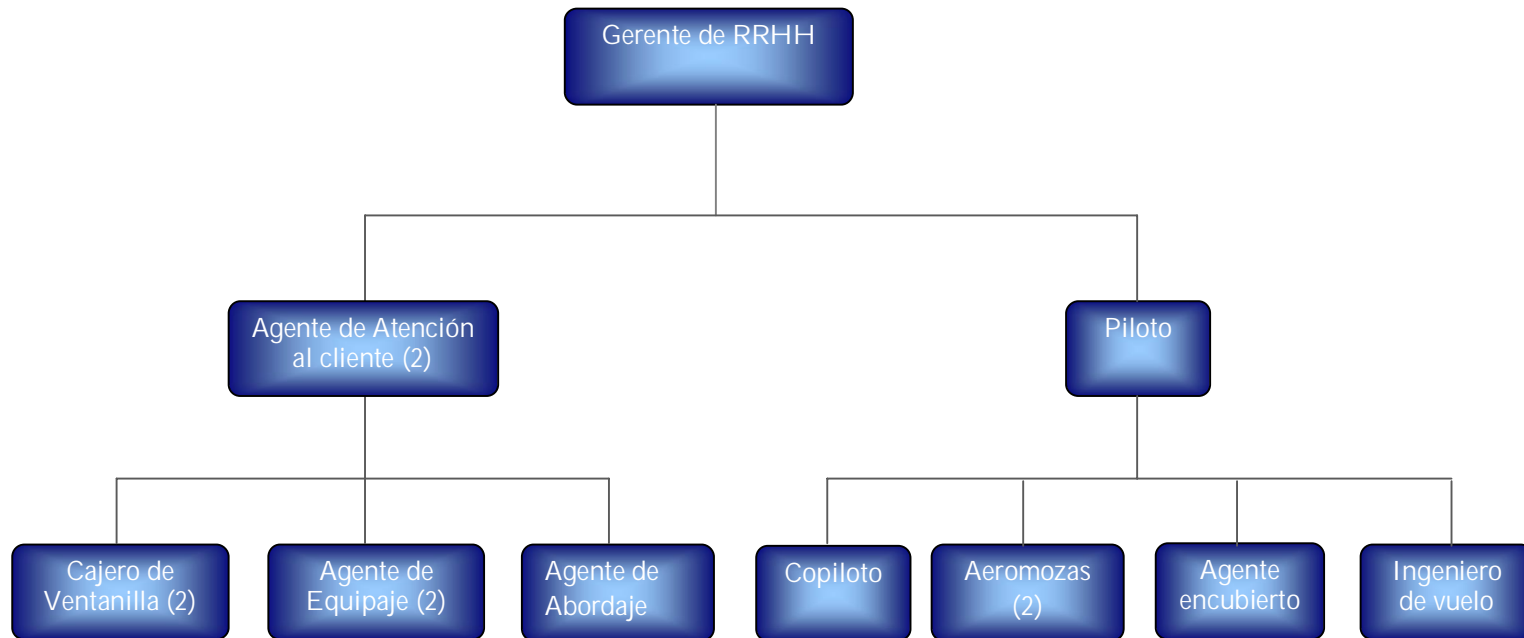 Gerente de RRHH
Agente de Atención
al cliente (2)
Piloto
Cajero de
Ventanilla (2)
Agente de
Equipaje (2)
Agente de
Abordaje
Copiloto
Aeromozas
(2)
Agente
encubierto
Ingeniero
de vuelo